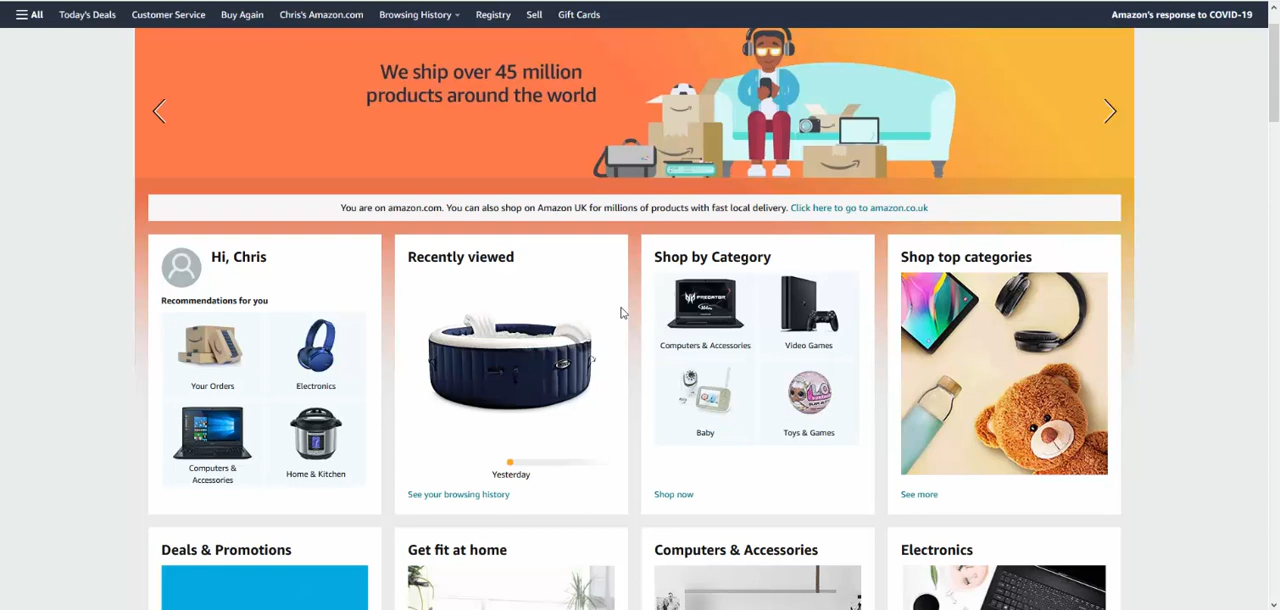 All
Today's Deals
Customer Service
Buy Again
Chris's Amazon.com
Browsing History
Registry
Sell
Gift Cards
Amazon's response to COVID-19
We ship over 45 million
products around the world
You are on amazon.com. You can also shop on Amazon UK for millions of products with fast local delivery. Click here to go to amazon.co.uk
Hi, Chris
Recommendations for you
Your Orders
Electronics
Computers &
Accessories
Home & Kitchen
Recently viewed
Yesterday
See your browsing history
Shop by Category
PREDATOR
Computers & Accessories
Video Games
Baby
Toys & Games
Shop now
Shop top categories
See more
Deals & Promotions
Get fit at home
Computers & Accessories
Electronics